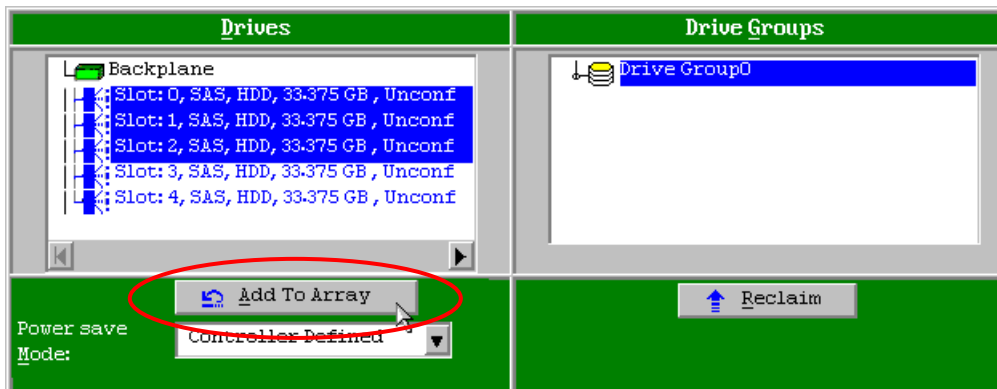 Drives
Drive Groups
Backplane
Slot: 0, SAS, HDD, 33.375 GB , Unconf
Slot: 1, SAS, HDD, 33.375 GB , Unconf
Slot: 2, SAS, HDD, 33.375 GB , Unconf
Slot: 3, SAS, HDD, 33.375 GB , Unconf
Slot: 4, SAS, HDD, 33.375 GB , Unconf
Drive Group0
Add To Array
Reclaim
Power save
Mode:
Controller Defined